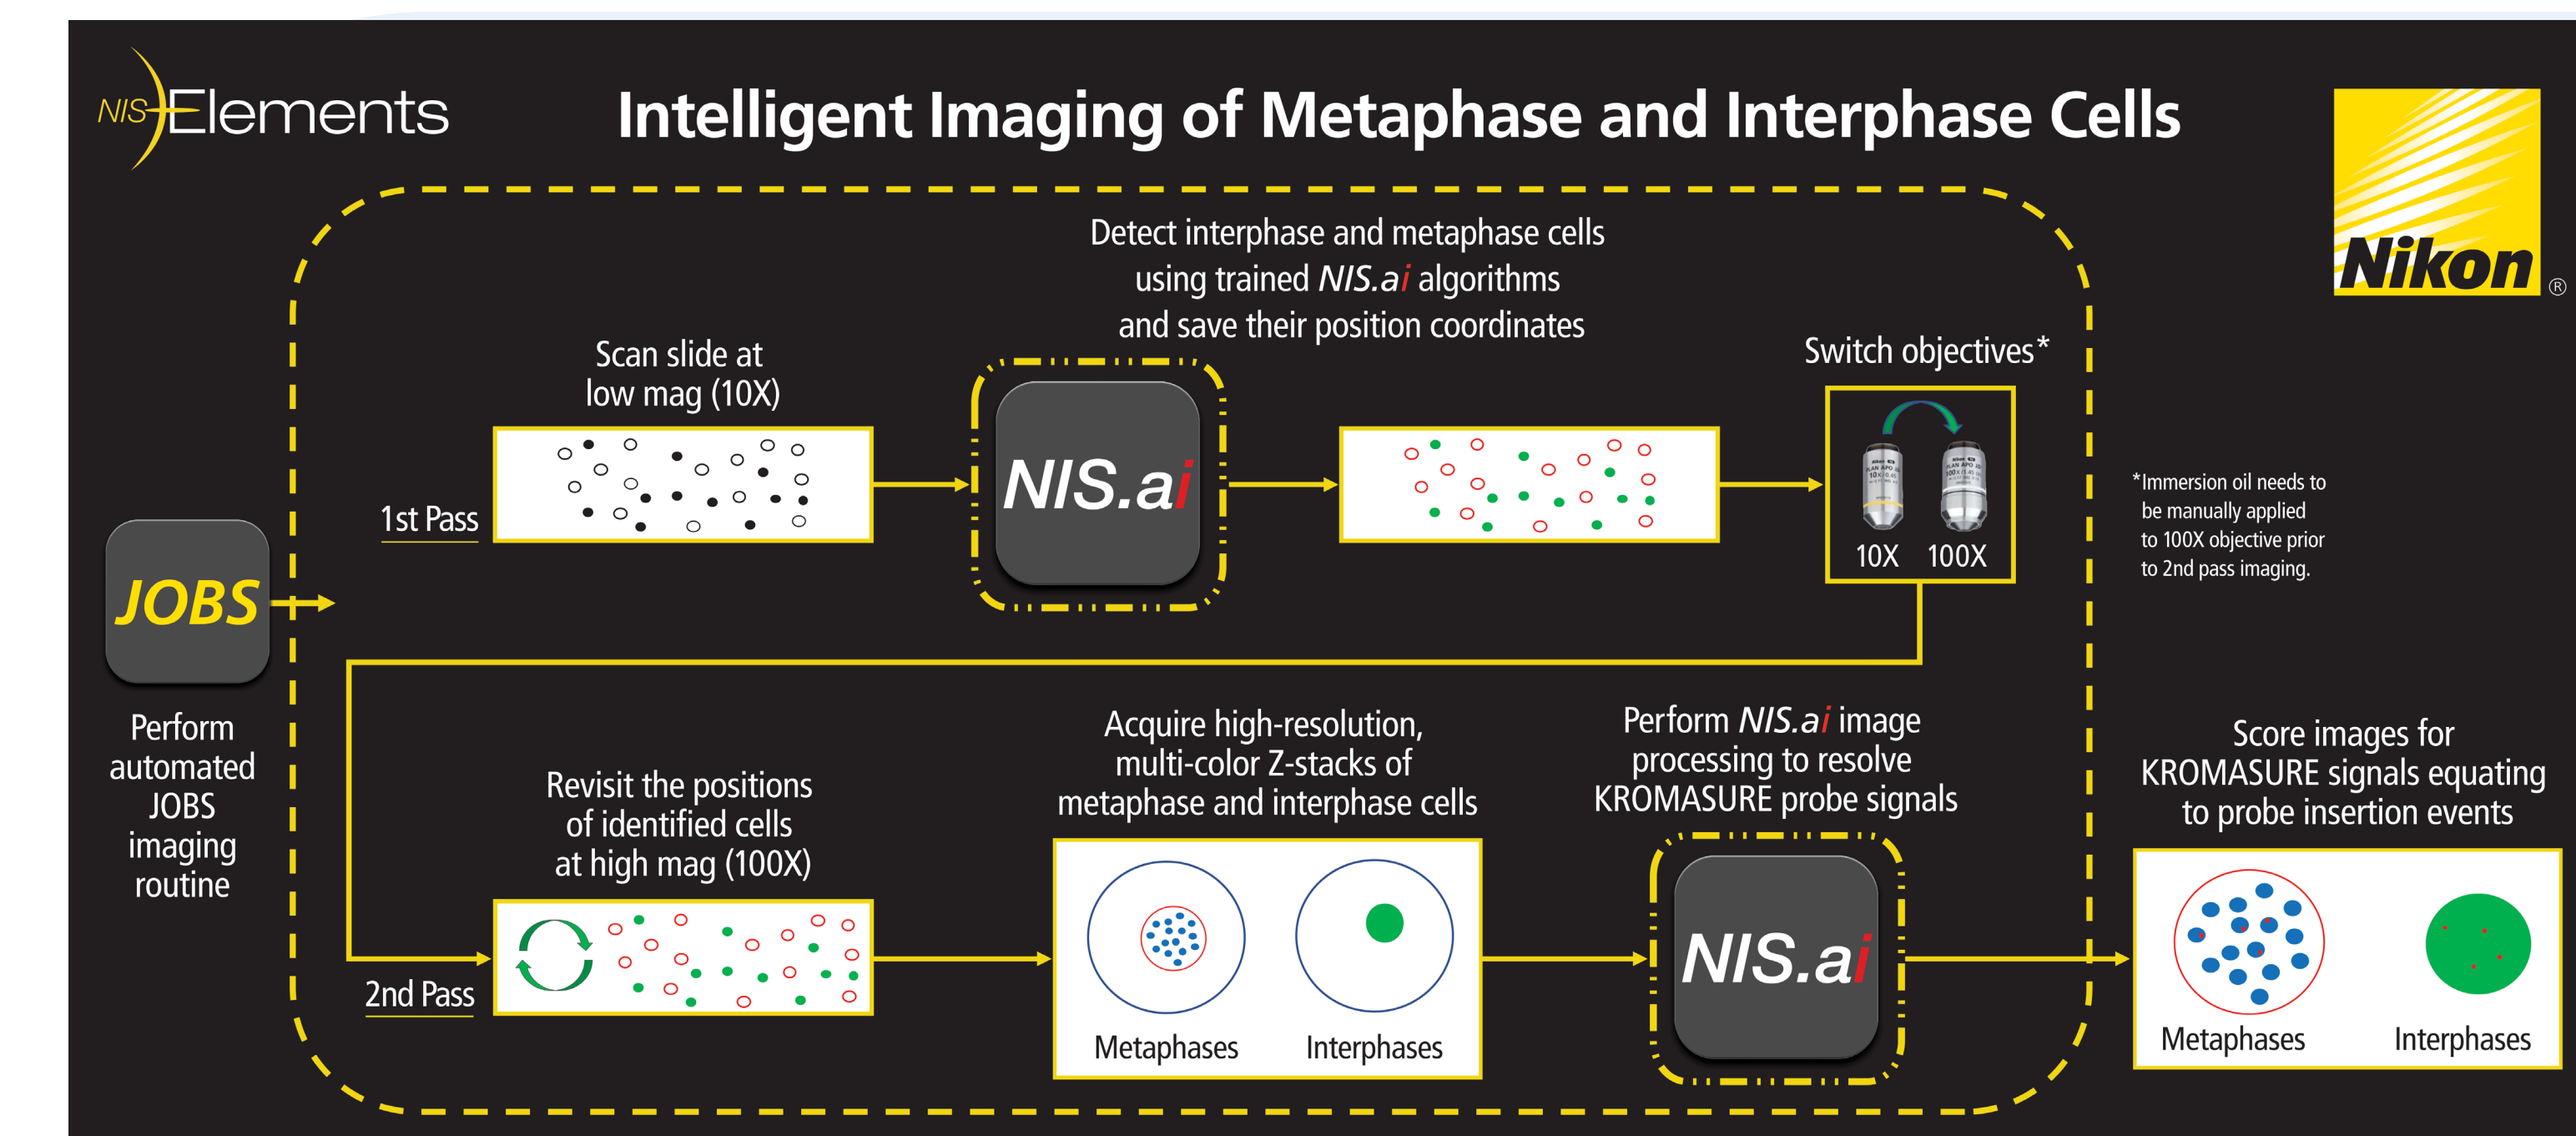 NIS-Elements
Intelligent Imaging of Metaphase and Interphase Cells
Nikon
®
Detect interphase and metaphase cells
using trained NIS.ai algorithms
and save their position coordinates
Scan slide at
low mag (10X)
Switch objectives*
1st Pass
NIS.ai
10X 100X
*Immersion oil needs to
be manually applied
to 100X objective prior
to 2nd pass imaging.
JOBS
Perform
automated
JOBS
imaging
routine
Revisit the positions
of identified cells
at high mag (100X)
2nd Pass
Acquire high-resolution,
multi-color Z-stacks of
metaphase and interphase cells
Metaphases Interphases
Perform NIS.ai image
processing to resolve
KROMASURE probe signals
NIS.ai
Score images for
KROMASURE signals equating
to probe insertion events
Metaphases Interphases